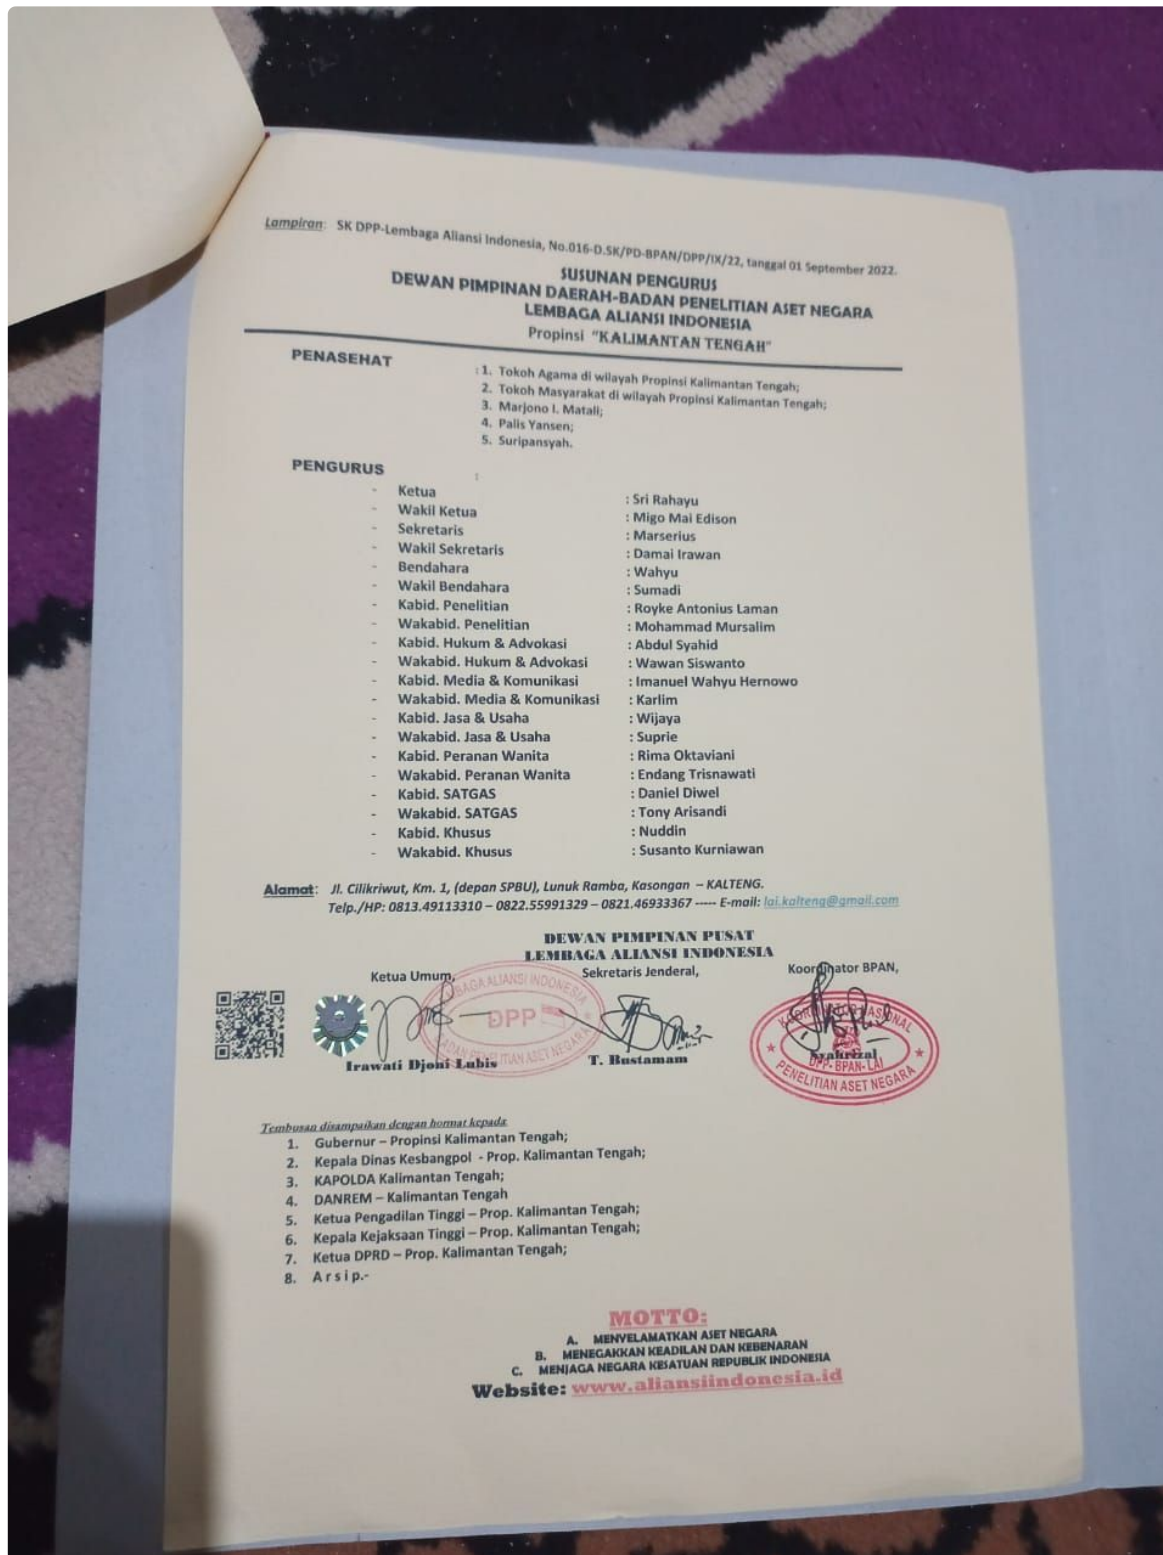 Lampiran: SK DPP-Lembaga Aliansi Indonesia, No.016-D.SK/PD-BPAN/DPP/IX/22, tanggal 01 September 2022.
SUSUNAN PENGURUS
DEWAN PIMPINAN DAERAH-BADAN PENELITIAN ASET NEGARA
LEMBAGA ALIANSI INDONESIA
Propinsi "KALIMANTAN TENGAH"
PENASEHAT : 1. Tokoh Agama di wilayah Propinsi Kalimantan Tengah;
2. Tokoh Masyarakat di wilayah Propinsi Kalimantan Tengah;
3. Marjono I. Matali;
4. Palis Yansen;
5. Suripansyah.
PENGURUS :
- Ketua : Sri Rahayu
- Wakil Ketua : Migo Mai Edison
- Sekretaris : Marserius
- Wakil Sekretaris : Damai Irawan
- Bendahara : Wahyu
- Wakil Bendahara : Sumadi
- Kabid. Penelitian : Royke Antonius Laman
- Wakabid. Penelitian : Mohammad Mursalim
- Kabid. Hukum & Advokasi : Abdul Syahid
- Wakabid. Hukum & Advokasi : Wawan Siswanto
- Kabid. Media & Komunikasi : Imanuel Wahyu Hernowo
- Wakabid. Media & Komunikasi : Karlim
- Kabid. Jasa & Usaha : Wijaya
- Wakabid. Jasa & Usaha : Suprie
- Kabid. Peranan Wanita : Rima Oktaviani
- Wakabid. Peranan Wanita : Endang Trisnawati
- Kabid. SATGAS : Daniel Diwel
- Wakabid. SATGAS : Tony Arisandi
- Kabid. Khusus : Nuddin
- Wakabid. Khusus : Susanto Kurniawan
Alamat: Jl. Cilikriwut, Km. 1, (depan SPBU), Lunuk Ramba, Kasongan – KALTENG.
Telp./HP: 0813.49113310 – 0822.55991329 – 0821.46933367 ----- E-mail: lai.kalteng@gmail.com
DEWAN PIMPINAN PUSAT
LEMBAGA ALIANSI INDONESIA
Ketua Umum, Sekretaris Jenderal, Koordinator BPAN,
LEMBAGA ALIANSI INDONESIA
DPP
BADAN PENELITIAN ASET NEGARA
KOORDINATOR NASIONAL
DPP- BPAN- LAI
PENELITIAN ASET NEGARA
Irawati Djoni Lubis T. Bustamam Syahrizal
Tembusan disampaikan dengan hormat kepada
1. Gubernur – Propinsi Kalimantan Tengah;
2. Kepala Dinas Kesbangpol - Prop. Kalimantan Tengah;
3. KAPOLDA Kalimantan Tengah;
4. DANREM – Kalimantan Tengah
5. Ketua Pengadilan Tinggi – Prop. Kalimantan Tengah;
6. Kepala Kejaksaan Tinggi – Prop. Kalimantan Tengah;
7. Ketua DPRD – Prop. Kalimantan Tengah;
8. A r s i p.-
MOTTO:
A. MENYELAMATKAN ASET NEGARA
B. MENEGAKKAN KEADILAN DAN KEBENARAN
C. MENJAGA NEGARA KESATUAN REPUBLIK INDONESIA
Website: www.aliansiindonesia.id